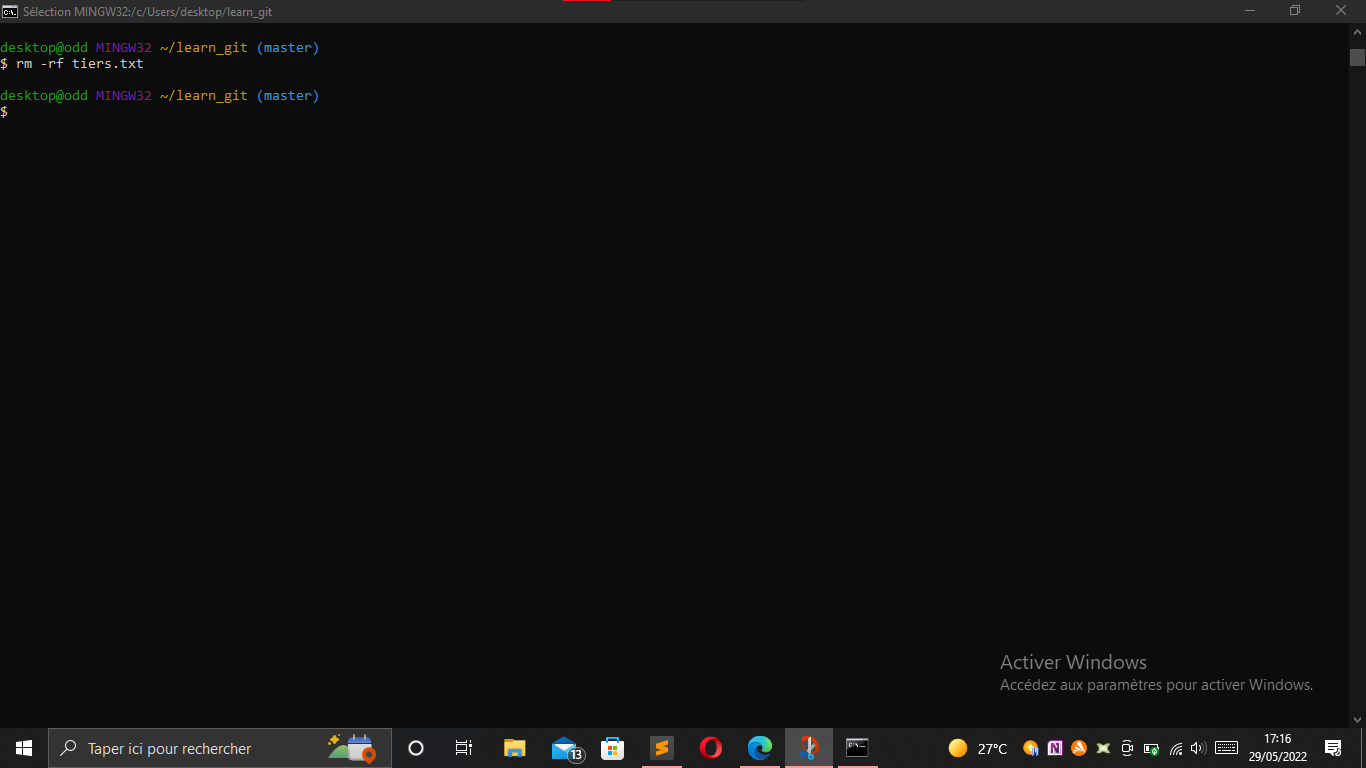 Sélection MINGW32:/c/Users/desktop/learn_git
desktop@odd MINGW32 ~/learn_git (master)
$ rm -rf tiers.txt
desktop@odd MINGW32 ~/learn_git (master)
$
Activer Windows
Accédez aux paramètres pour activer Windows.
Taper ici pour rechercher
13
27°C
17:16
29/05/2022